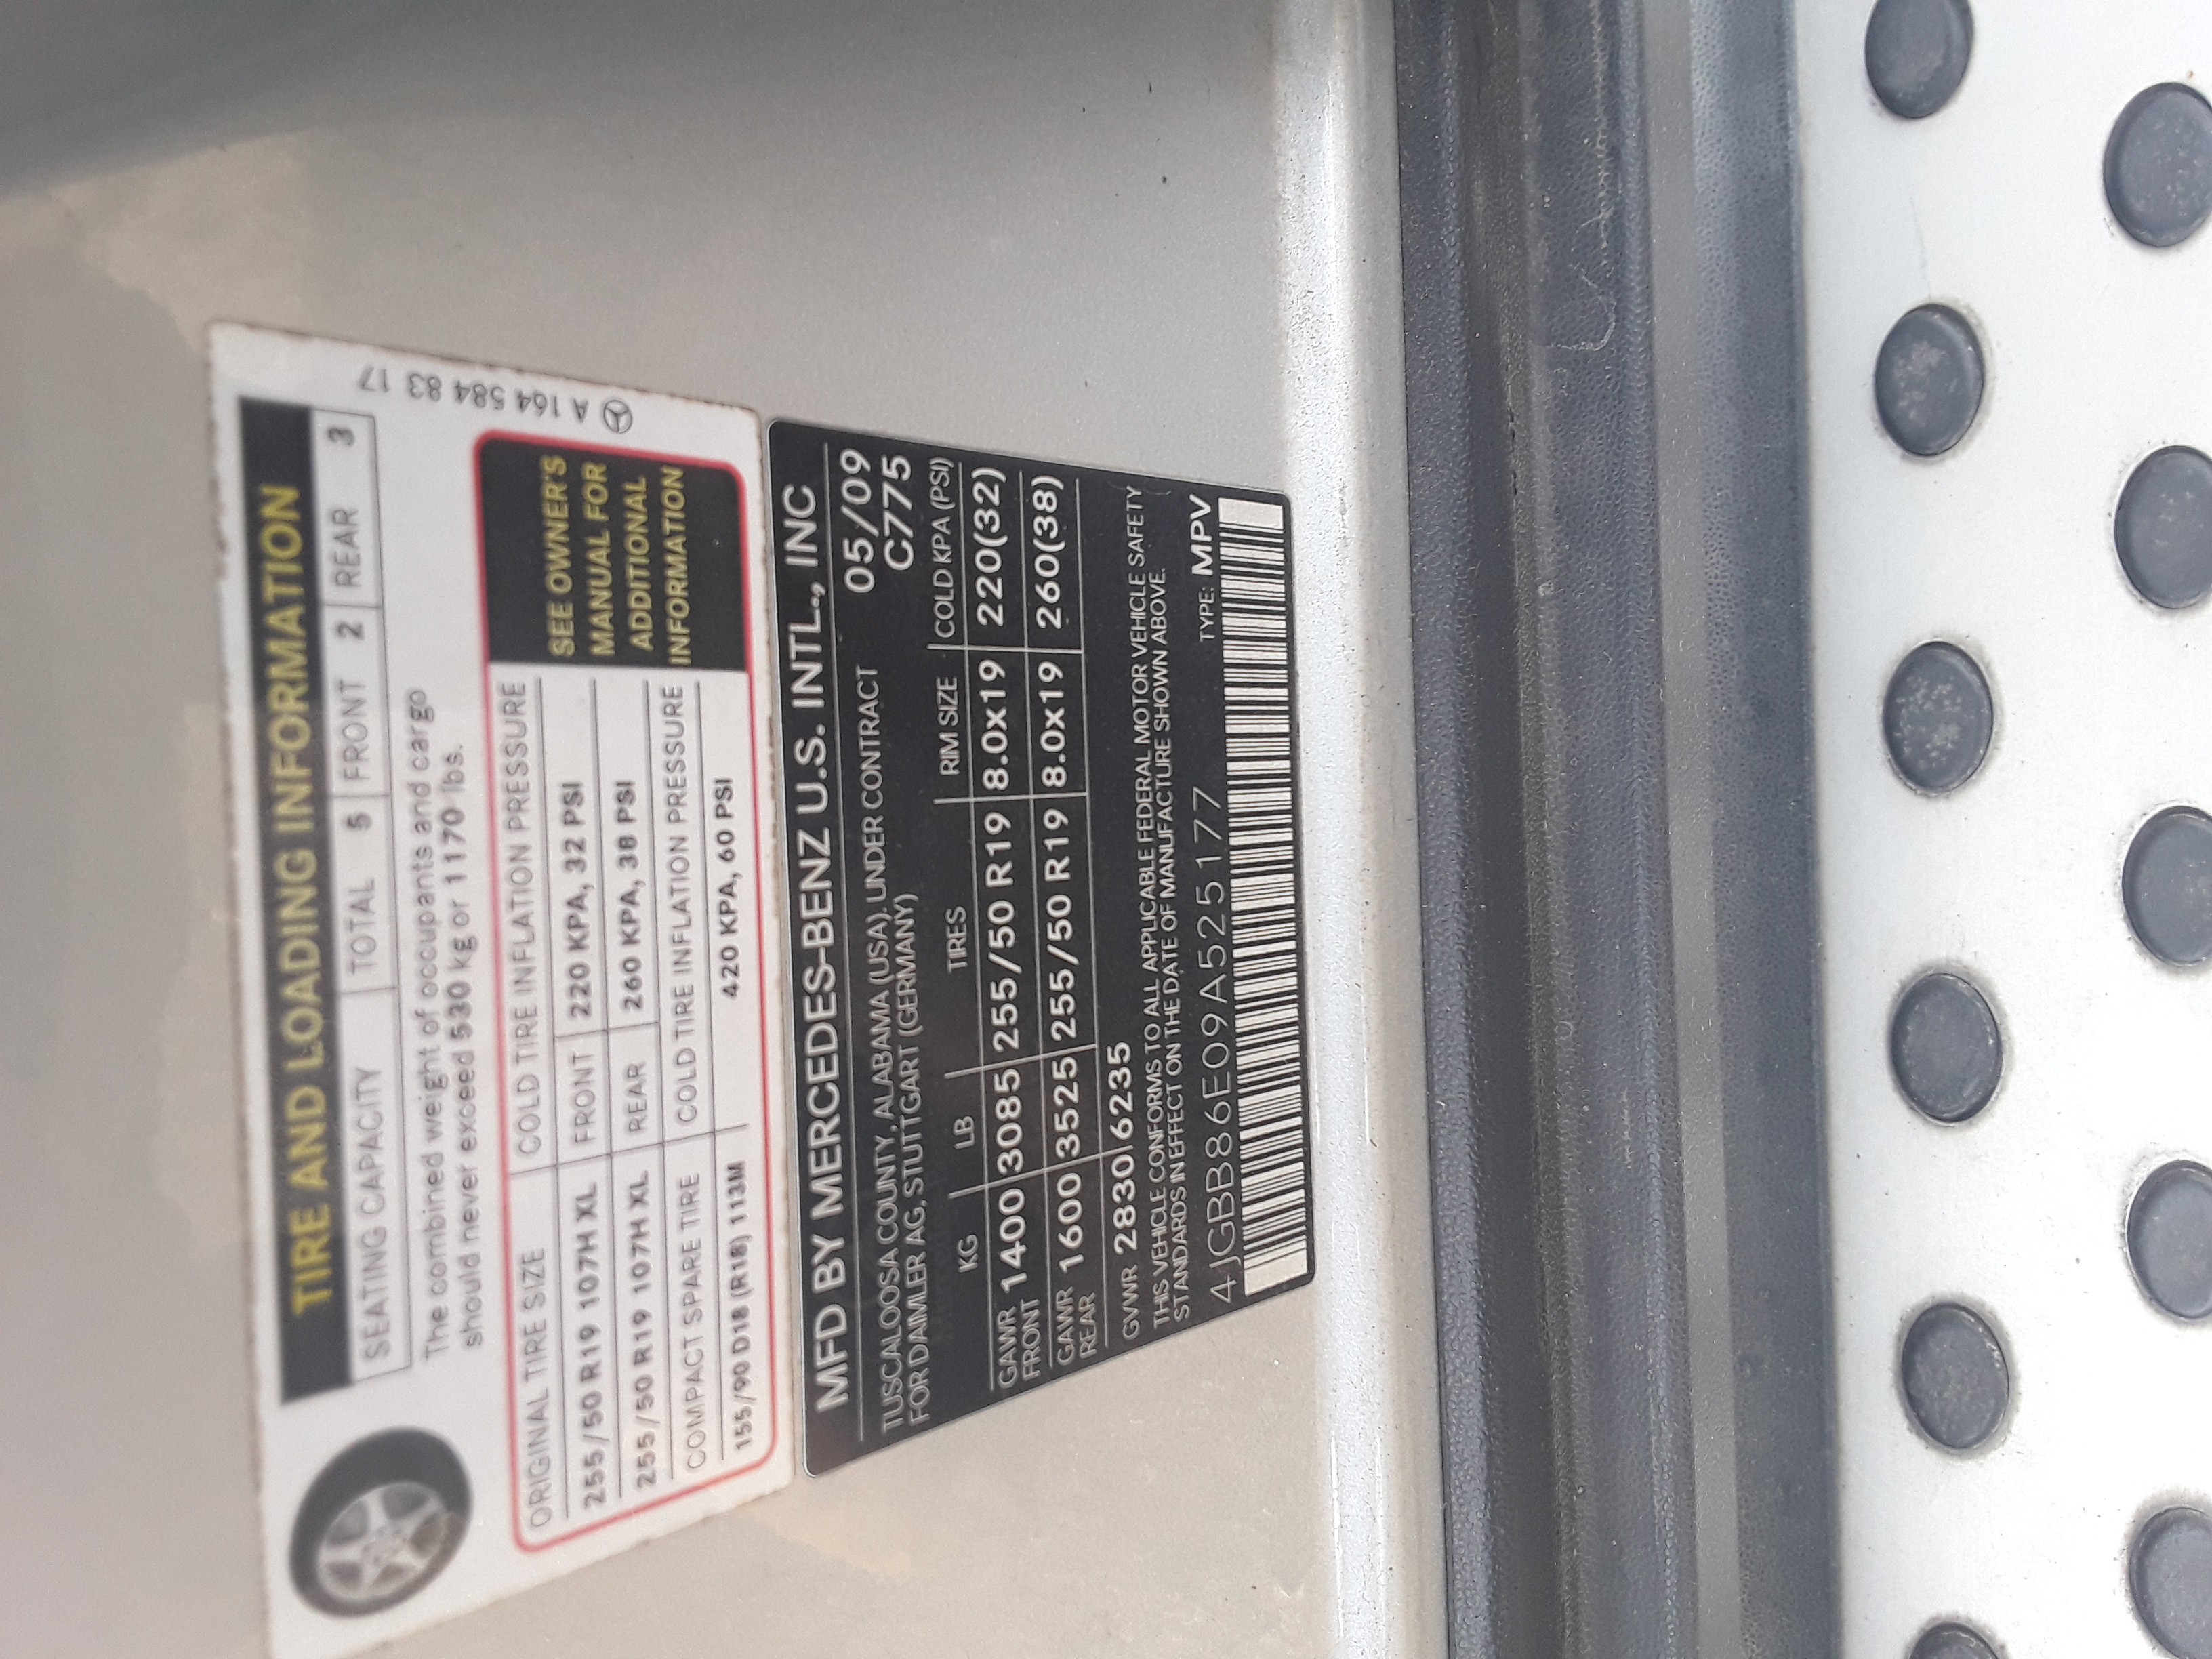 TIRE AND LOADING INFORMATION
SEATING CAPACITY TOTAL 5 FRONT 2 REAR 3
The combined weight of occupants and cargo
should never exceed 530 kg or 1170 lbs.
ORIGINAL TIRE SIZE COLD TIRE INFLATION PRESSURE
255/50 R19 107H XL FRONT 220 KPA, 32 PSI
255/50 R19 107H XL REAR 260 KPA, 38 PSI
COMPACT SPARE TIRE COLD TIRE INFLATION PRESSURE
155/90 D18 (R18) 113M 420 KPA, 60 PSI
SEE OWNER'S
MANUAL FOR
ADDITIONAL
INFORMATION
A 164 584 83 17
MFD BY MERCEDES-BENZ U.S. INTL., INC
TUSCALOOSA COUNTY, ALABAMA (USA). UNDER CONTRACT 05/09
FOR DAIMLER AG, STUTTGART (GERMANY) C775
KG LB TIRES RIM SIZE COLD KPA (PSI)
GAWR FRONT 1400 3085 255/50 R19 8.0x19 220(32)
GAWR REAR 1600 3525 255/50 R19 8.0x19 260(38)
GVWR 2830 6235
THIS VEHICLE CONFORMS TO ALL APPLICABLE FEDERAL MOTOR VEHICLE SAFETY
STANDARDS IN EFFECT ON THE DATE OF MANUFACTURE SHOWN ABOVE.
4JGBB86E09A525177 TYPE: MPV